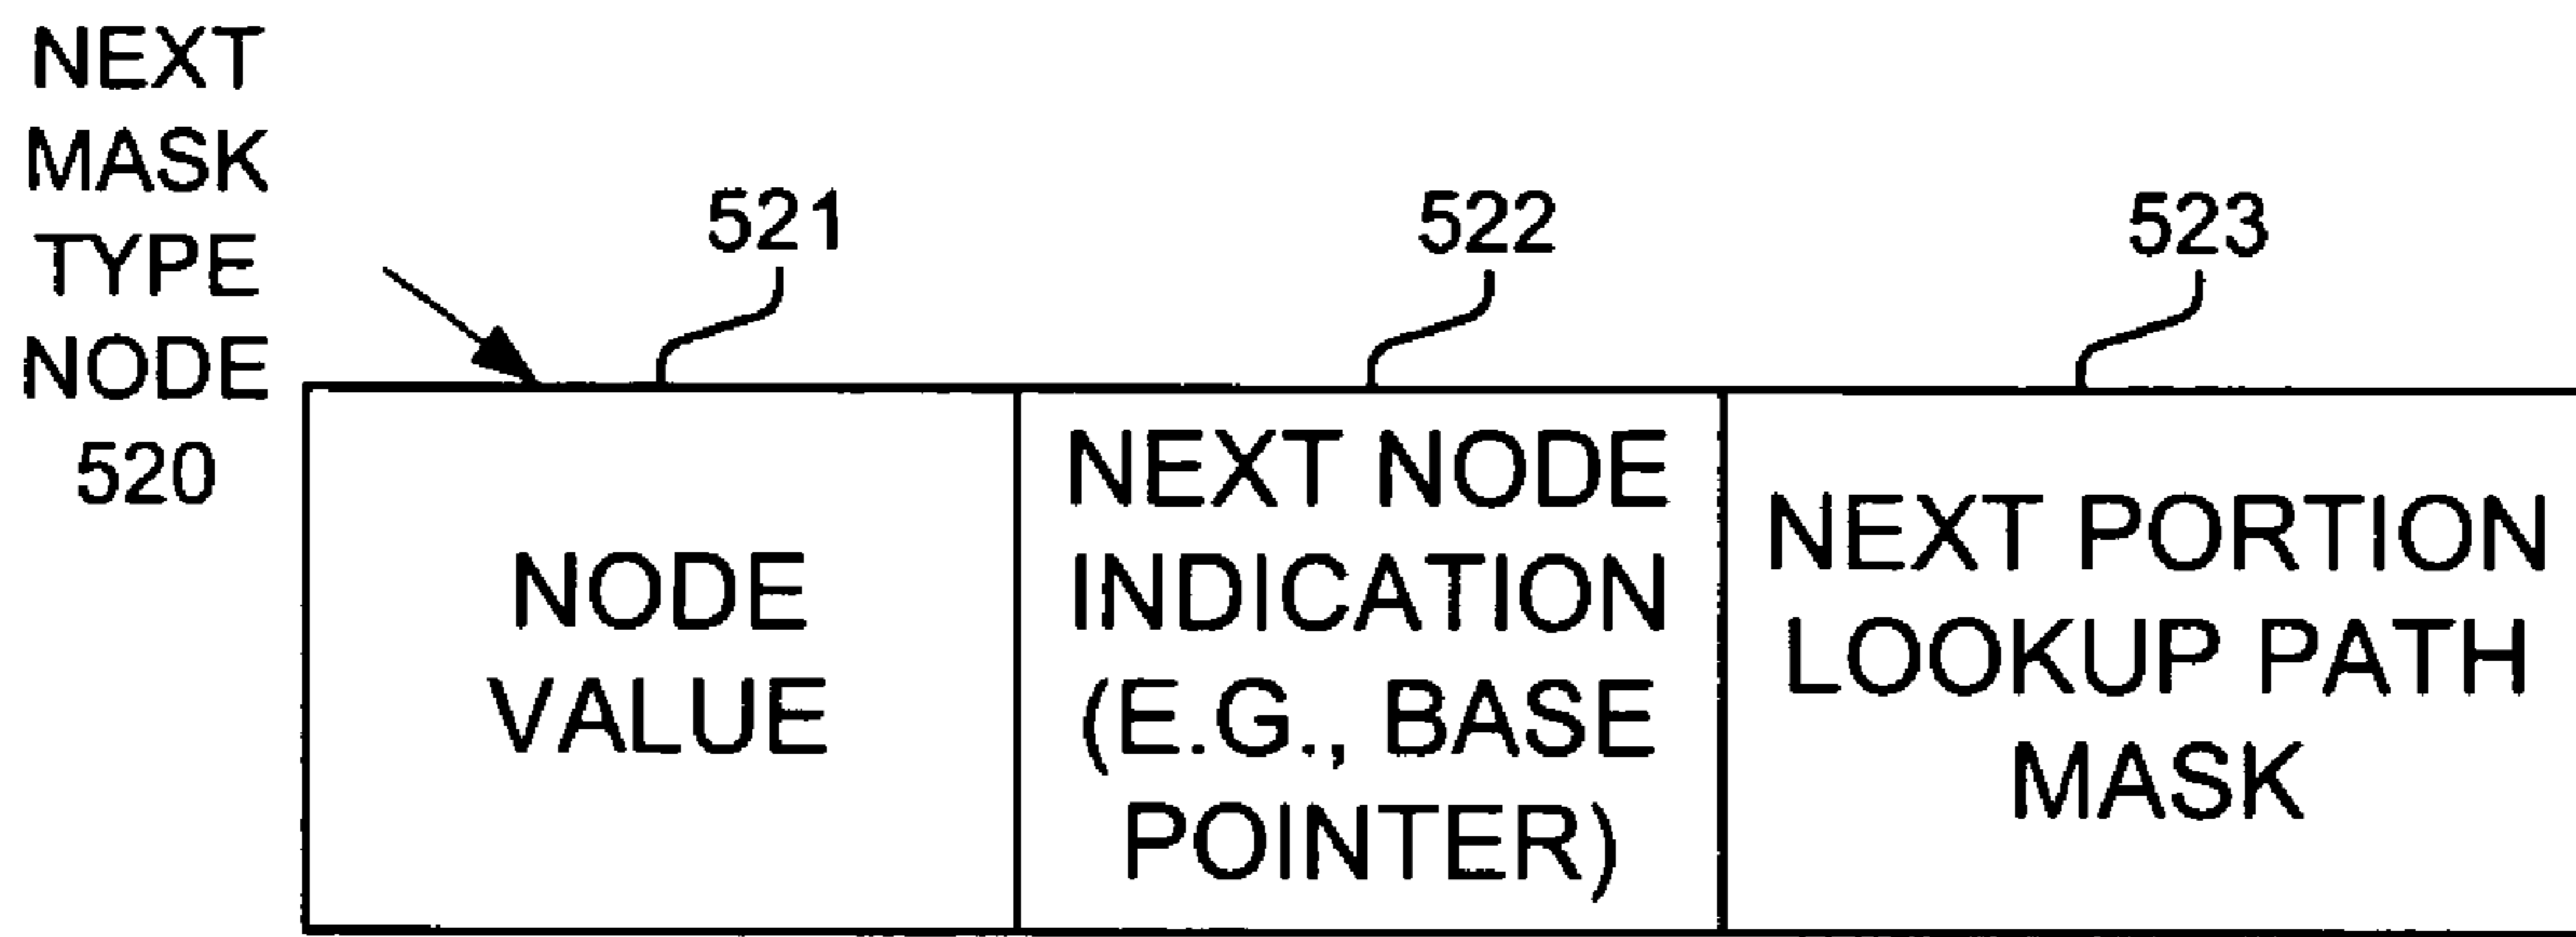 NEXT
MASK
TYPE
NODE
520
521
522
523
NODE
VALUE
NEXT NODE
INDICATION
(E.G., BASE
POINTER)
NEXT PORTION
LOOKUP PATH
MASK